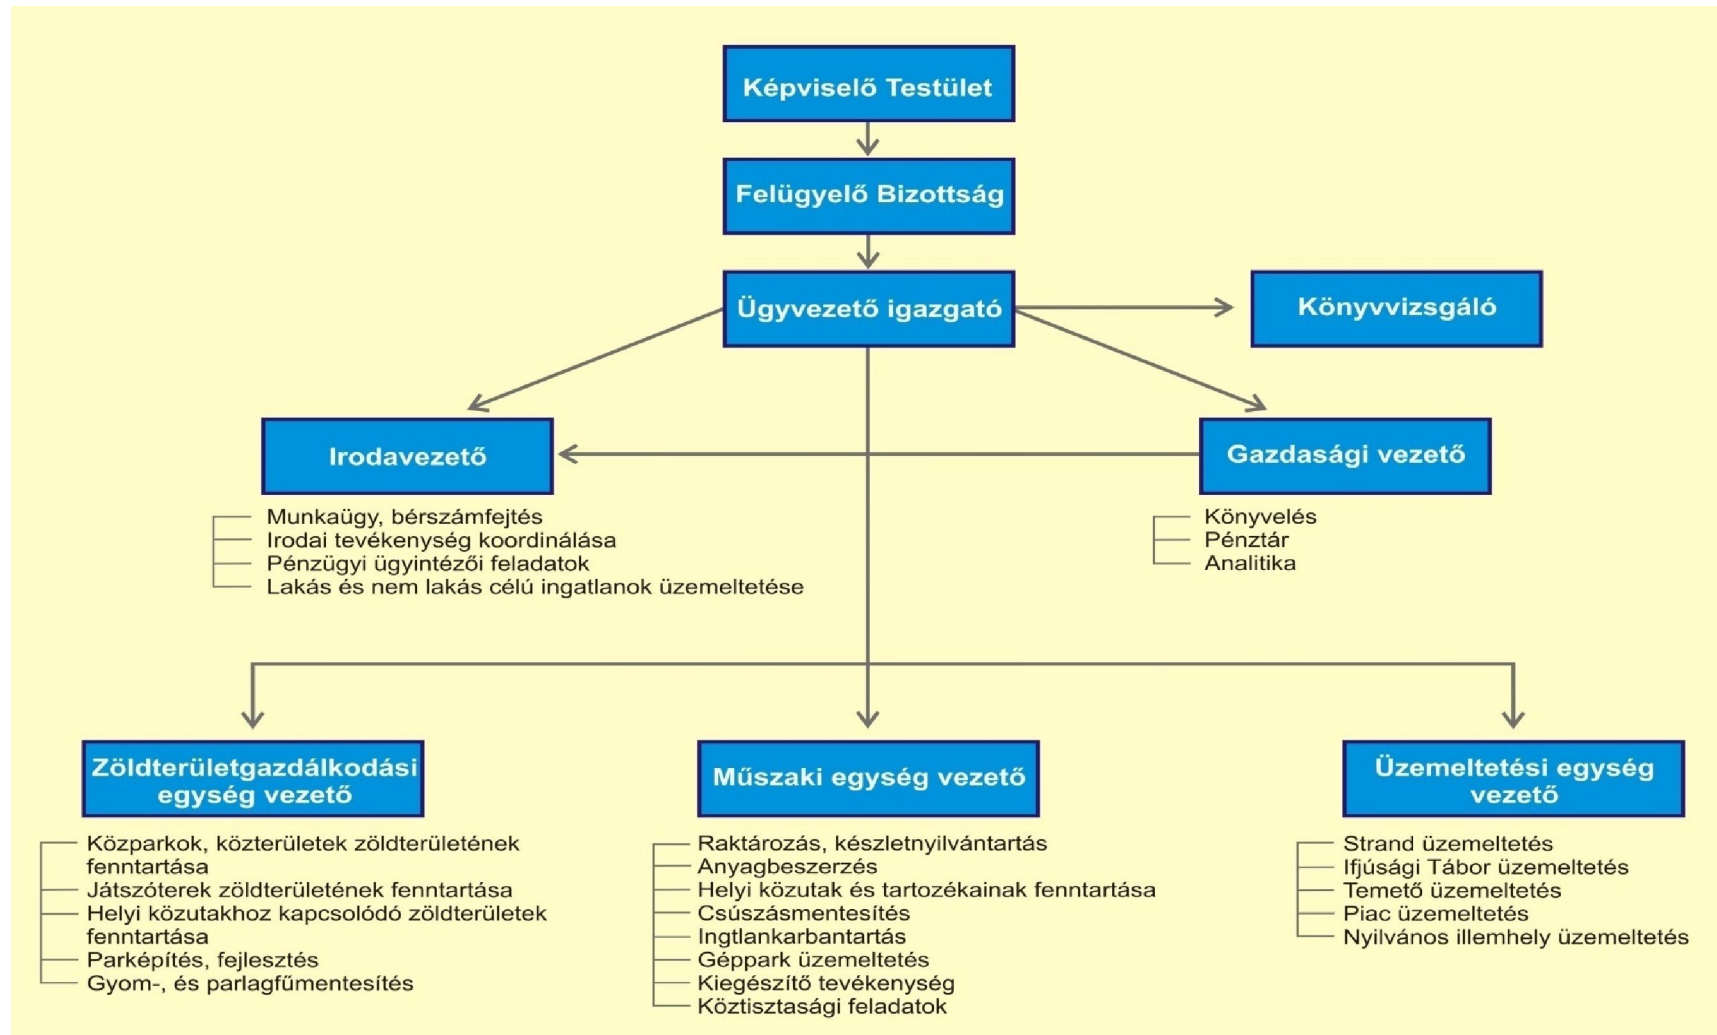 Képviselő Testület
Felügyelő Bizottság
Ügyvezető igazgató
Könyvvizsgáló
Irodavezető
Gazdasági vezető
Munkaügy, bérszámfejtés
Irodai tevékenység koordinálása
Pénzügyi ügyintézői feladatok
Lakás és nem lakás célú ingatlanok üzemeltetése
Könyvelés
Pénztár
Analitika
Zöldterületgazdálkodási
egység vezető
Műszaki egység vezető
Üzemeltetési egység
vezető
Közparkok, közterületek zöldterületének
fenntartása
Játszóterek zöldterületének fenntartása
Helyi közutakhoz kapcsolódó zöldterületek
fenntartása
Parképítés, fejlesztés
Gyom-, és parlagfűmentesítés
Raktározás, készletnyilvántartás
Anyagbeszerzés
Helyi közutak és tartozékainak fenntartása
Csúszásmentesítés
Ingtlankarbantartás
Géppark üzemeltetés
Kiegészítő tevékenység
Köztisztasági feladatok
Strand üzemeltetés
Ifjúsági Tábor üzemeltetés
Temető üzemeltetés
Piac üzemeltetés
Nyilvános illemhely üzemeltetés